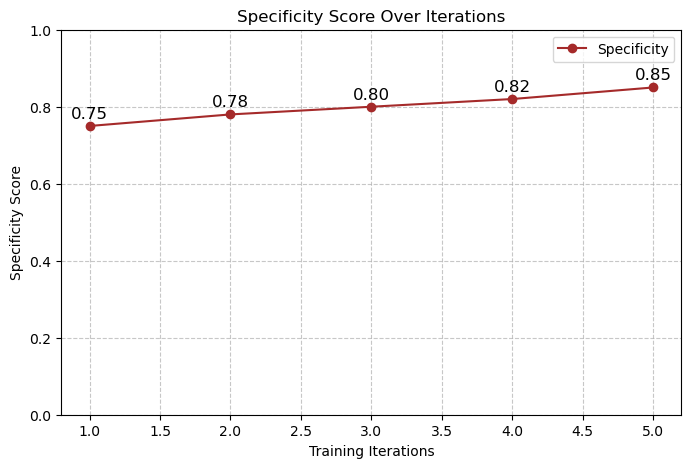 Specificity Score Over Iterations
1.0
Specificity
0.85
0.82
0.80
0.8
0.78
0.75
Specificity Score
0.6
0.4
0.2
0.0
1.0 1.5 2.0 2.5 3.0 3.5 4.0 4.5 5.0
Training Iterations